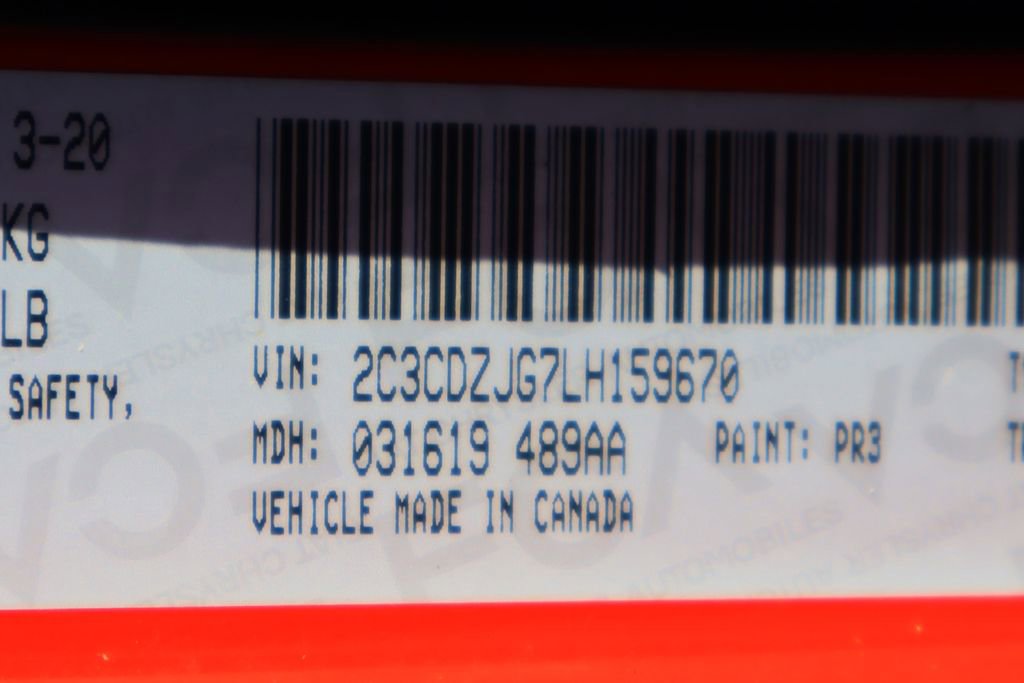 3-20
KG
LB
SAFETY,
VIN: 2C3CDZJG7LH159670
MDH: 031619 489AA PAINT: PR3
VEHICLE MADE IN CANADA